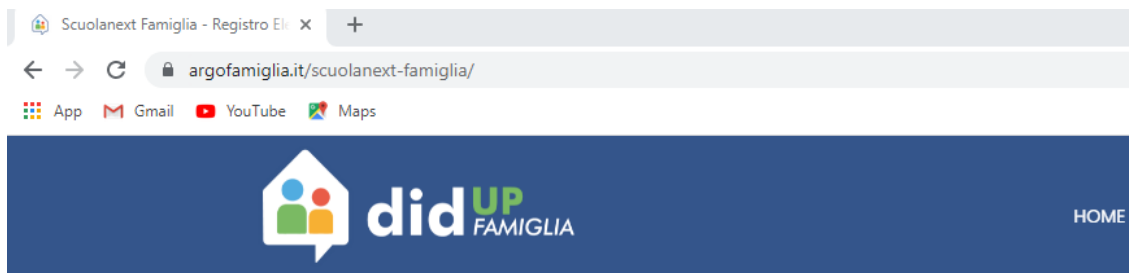 Scuolanext Famiglia - Registro El
argofamiglia.it/scuolanext-famiglia/
App Gmail YouTube Maps
did UP
FAMIGLIA
HOME